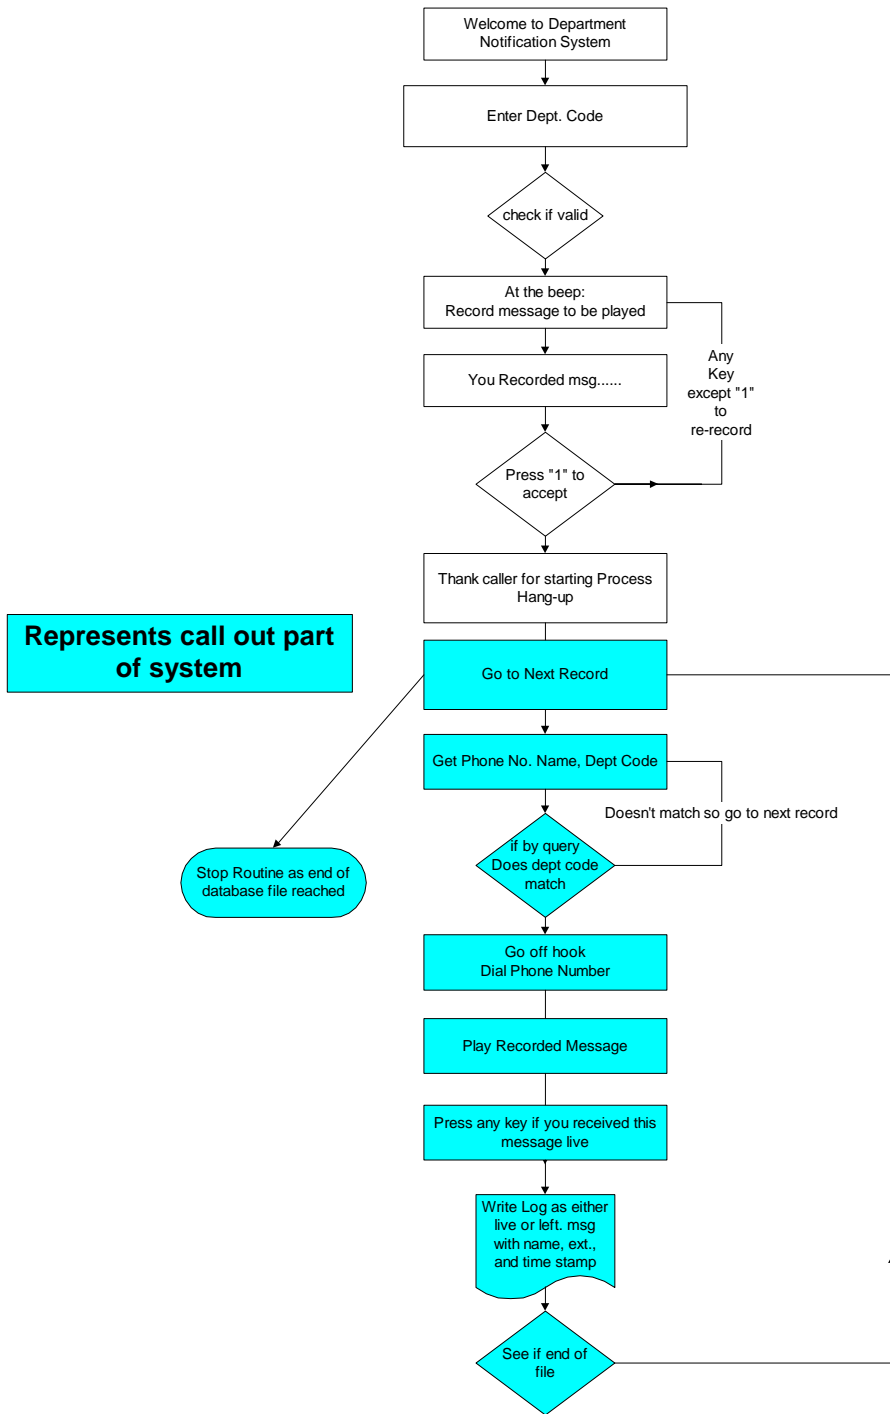 Welcome to Department
Notification System
Enter Dept. Code
check if valid
At the beep:
Record message to be played
You Recorded msg......
Any
Key
except "1"
to
re-record
Press "1" to
accept
Thank caller for starting Process
Hang-up
Represents call out part
of system
Go to Next Record
Get Phone No. Name, Dept Code
Doesn't match so go to next record
if by query
Does dept code
match
Stop Routine as end of
database file reached
Go off hook
Dial Phone Number
Play Recorded Message
Press any key if you received this
message live
Write Log as either
live or left. msg
with name, ext.,
and time stamp
See if end of
file